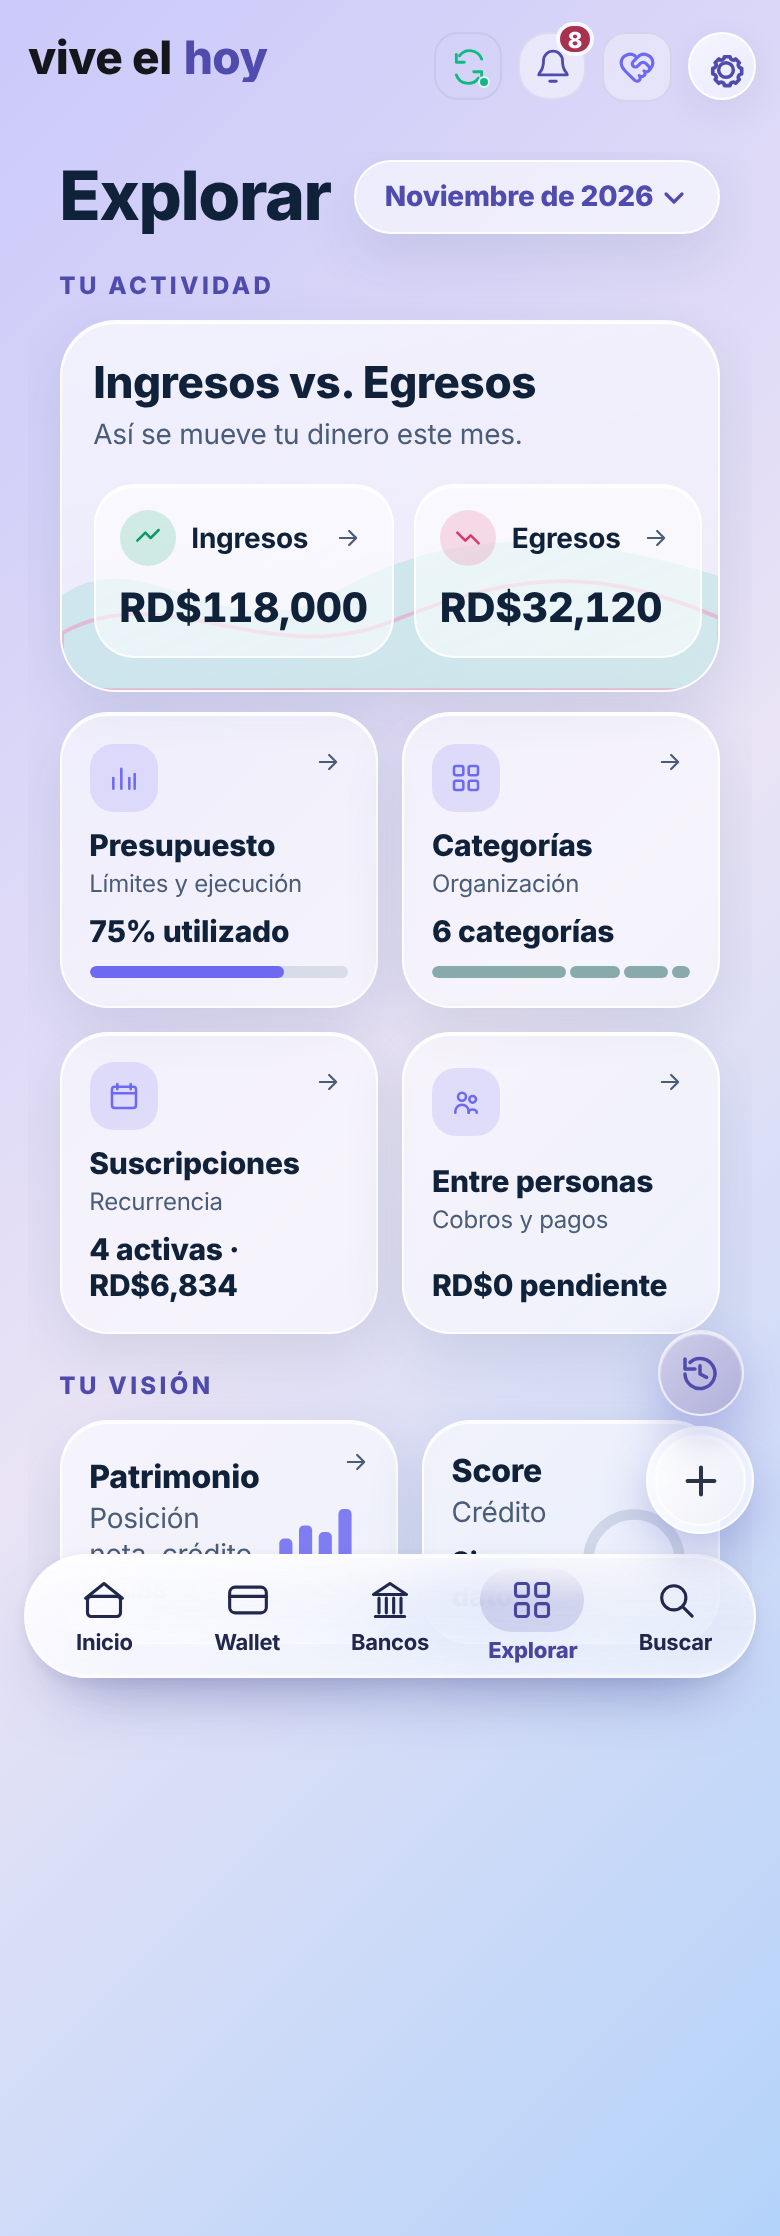 vive el hoy
8
Explorar
Noviembre de 2026
TU ACTIVIDAD
Ingresos vs. Egresos
Así se mueve tu dinero este mes.
Ingresos
RD$118,000
Egresos
RD$32,120
Presupuesto
Límites y ejecución
75% utilizado
Categorías
Organización
6 categorías
Suscripciones
Recurrencia
4 activas ·
RD$6,834
Entre personas
Cobros y pagos
RD$0 pendiente
TU VISIÓN
Patrimonio
Posición
neta, crédito
Score
Crédito
Inicio
Wallet
Bancos
Explorar
Buscar